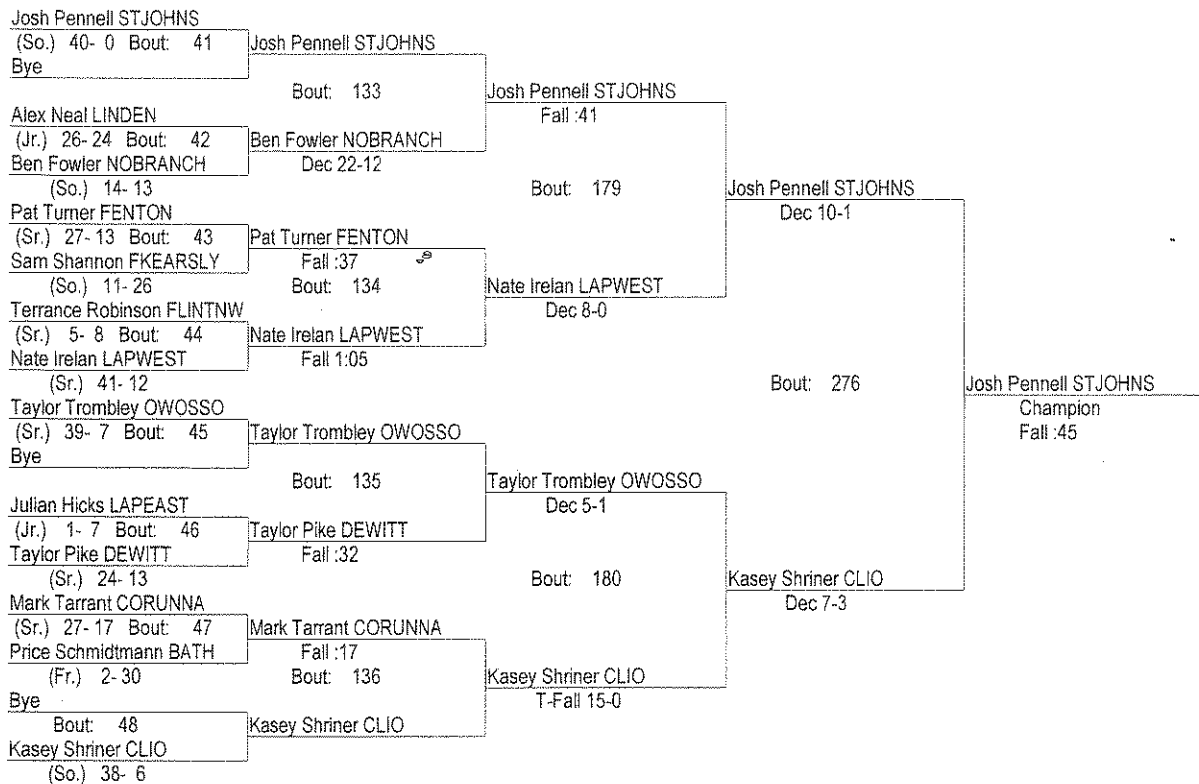 Josh Pennell STJOHNS
(So.) 40- 0 Bout: 41
Bye
Josh Pennell STJOHNS
Bout: 133
Alex Neal LINDEN
(Jr.) 26- 24 Bout: 42
Ben Fowler NOBRANCH
(So.) 14- 13
Ben Fowler NOBRANCH
Dec 22-12
Josh Pennell STJOHNS
Fall :41
Bout: 179
Pat Turner FENTON
(Sr.) 27- 13 Bout: 43
Sam Shannon FKEARSLY
(So.) 11- 26
Pat Turner FENTON
Fall :37
Bout: 134
Terrance Robinson FLINTNW
(Sr.) 5- 8 Bout: 44
Nate Irelan LAPWEST
(Sr.) 41- 12
Nate Irelan LAPWEST
Fall 1:05
Nate Irelan LAPWEST
Dec 8-0
Josh Pennell STJOHNS
Dec 10-1
Bout: 276
Taylor Trombley OWOSSO
(Sr.) 39- 7 Bout: 45
Bye
Taylor Trombley OWOSSO
Bout: 135
Julian Hicks LAPEAST
(Jr.) 1- 7 Bout: 46
Taylor Pike DEWITT
(Sr.) 24- 13
Taylor Pike DEWITT
Fall :32
Taylor Trombley OWOSSO
Dec 5-1
Bout: 180
Mark Tarrant CORUNNA
(Sr.) 27- 17 Bout: 47
Price Schmidtmann BATH
(Fr.) 2- 30
Mark Tarrant CORUNNA
Fall :17
Bout: 136
Bye
Bout: 48
Kasey Shriner CLIO
(So.) 38- 6
Kasey Shriner CLIO
Kasey Shriner CLIO
T-Fall 15-0
Kasey Shriner CLIO
Dec 7-3
Josh Pennell STJOHNS
Champion
Fall :45